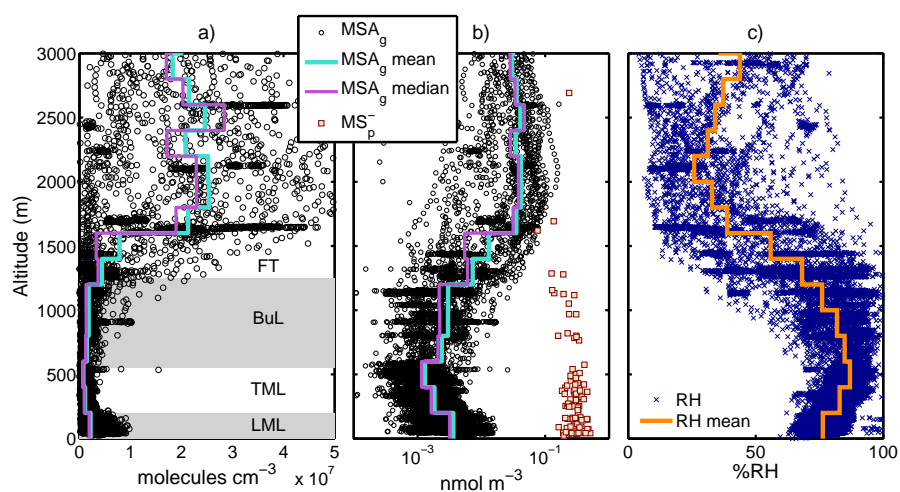 a)
b)
c)
MSA_g
MSA_g mean
MSA_g median
MS_p^-
3000
2500
2000
1500
1000
500
0
Altitude (m)
FT
BuL
TML
LML
0 1 2 3 4 5
molecules cm⁻³ x 10⁷
10⁻³ 10⁻¹
nmol m⁻³
RH
RH mean
0 50 100
%RH